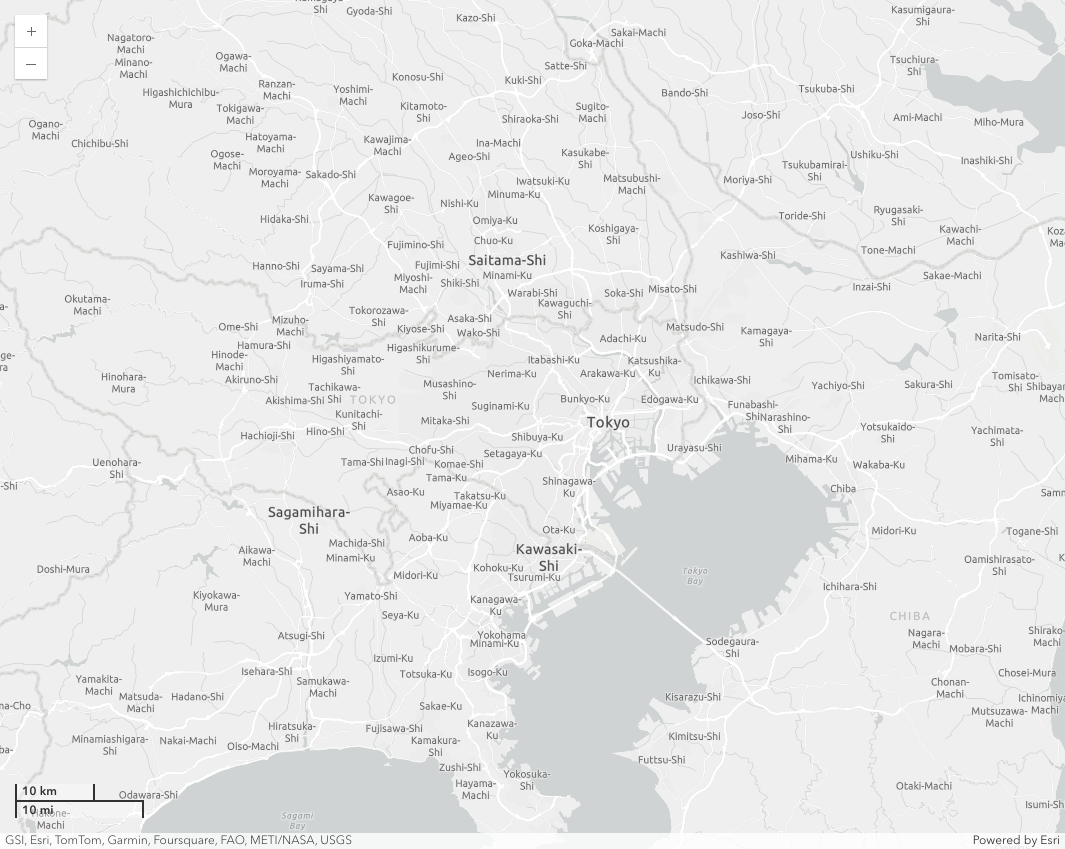 Kasumigaura-
Shi
Gyoda-Shi
Kazo-Shi
Shi
Sakai-Machi
Goka-Machi
Nagatoro-
Machi
Minano-
Machi
Ogawa-
Machi
Satte-Shi
Tsuchiura-
Shi
Konosu-Shi
Kuki-Shi
Ranzan-
Machi
Yoshimi-
Machi
Bando-Shi
Tsukuba-Shi
Higashichichibu-
Mura
Tokigawa-
Machi
Kitamoto-
Shi
Shiraoka-Shi
Sugito-
Machi
Joso-Shi
Ami-Machi
Miho-Mura
Ogano-
Machi
Chichibu-Shi
Hatoyama-
Machi
Kawajima-
Machi
Ina-Machi
Ageo-Shi
Kasukabe-
Shi
Ushiku-Shi
Inashiki-Shi
Ogose-
Machi
Moroyama-
Machi
Sakado-Shi
Iwatsuki-Ku
Minuma-Ku
Matsubushi-
Machi
Moriya-Shi
Tsukubamirai-
Shi
Kawagoe-
Shi
Nishi-Ku
Hidaka-Shi
Omiya-Ku
Toride-Shi
Ryugasaki-
Shi
Kawachi-
Machi
Koza
Machi
Chuo-Ku
Koshigaya-
Shi
Fujimino-Shi
Saitama-Shi
Kashiwa-Shi
Tone-Machi
Hanno-Shi
Sayama-Shi
Iruma-Shi
Fujimi-Shi
Miyoshi-
Machi
Shiki-Shi
Minami-Ku
Sakae-Machi
Inzai-Shi
Okutama-
Machi
Warabi-Shi
Kawaguchi-
Shi
Soka-Shi
Misato-Shi
Tokorozawa-
Shi
Asaka-Shi
Wako-Shi
Kiyose-Shi
Ome-Shi
Mizuho-
Machi
Hamura-Shi
Adachi-Ku
Matsudo-Shi
Kamagaya-
Shi
Narita-Shi
Hinode-
Machi
Higashiyamato-
Shi
Higashikurume-
Shi
Itabashi-Ku
Nerima-Ku
Arakawa-Ku
Katsushika-
Ku
Hinohara-
Mura
Akiruno-Shi
Akishima-Shi
Tachikawa-
Shi
TOKYO
Musashino-
Shi
Ichikawa-Shi
Yachiyo-Shi
Sakura-Shi
Tomisato-
Shi
Shibayam
Machi
Suginami-Ku
Bunkyo-Ku
Edogawa-Ku
Funabashi-
Shi
Narashino-
Shi
Kunitachi-
Shi
Mitaka-Shi
Tokyo
Hachioji-Shi
Hino-Shi
Shibuya-Ku
Yotsukaido-
Shi
Yachimata-
Shi
Chofu-Shi
Setagaya-Ku
Urayasu-Shi
Uenohara-
Shi
Tama-Shi
Inagi-Shi
Komae-Shi
Tama-Ku
Mihama-Ku
Wakaba-Ku
-Shi
Asao-Ku
Takatsu-Ku
Miyamae-Ku
Shinagawa-
Ku
Chiba
Samm
Sagamihara-
Shi
Aoba-Ku
Ota-Ku
Midori-Ku
Togane-Shi
Aikawa-
Machi
Machida-Shi
Minami-Ku
Kawasaki-
Shi
Doshi-Mura
Midori-Ku
Kohoku-Ku
Tsurumi-Ku
Tokyo
Bay
Ichihara-Shi
Oamishirasato-
Shi
Kiyokawa-
Mura
Yamato-Shi
Seya-Ku
Kanagawa-
Ku
CHIBA
Atsugi-Shi
Yokohama
Minami-Ku
Sodegaura-
Shi
Nagara-
Machi
Mobara-Shi
Shirako-
Machi
Isehara-Shi
Izumi-Ku
Totsuka-Ku
Isogo-Ku
Chosei-Mura
Yamakita-
Machi
Matsuda-
Machi
Hadano-Shi
Samukawa-
Machi
Kisarazu-Shi
Chonan-
Machi
Ichinomiya
Machi
Mutsuzawa-
Machi
Sakae-Ku
Minamiashigara-
Shi
Nakai-Machi
Oiso-Machi
Hiratsuka-
Shi
Fujisawa-Shi
Kamakura-
Shi
Kanazawa-
Ku
Kimitsu-Shi
Futtsu-Shi
Zushi-Shi
Hayama-
Machi
Yokosuka-
Shi
Otaki-Machi
Isumi-Sh
10 km
10 mi
Odawara-Shi
Hakone-
Machi
Sagami
Bay
GSI, Esri, TomTom, Garmin, Foursquare, FAO, METI/NASA, USGS
Powered by Esri